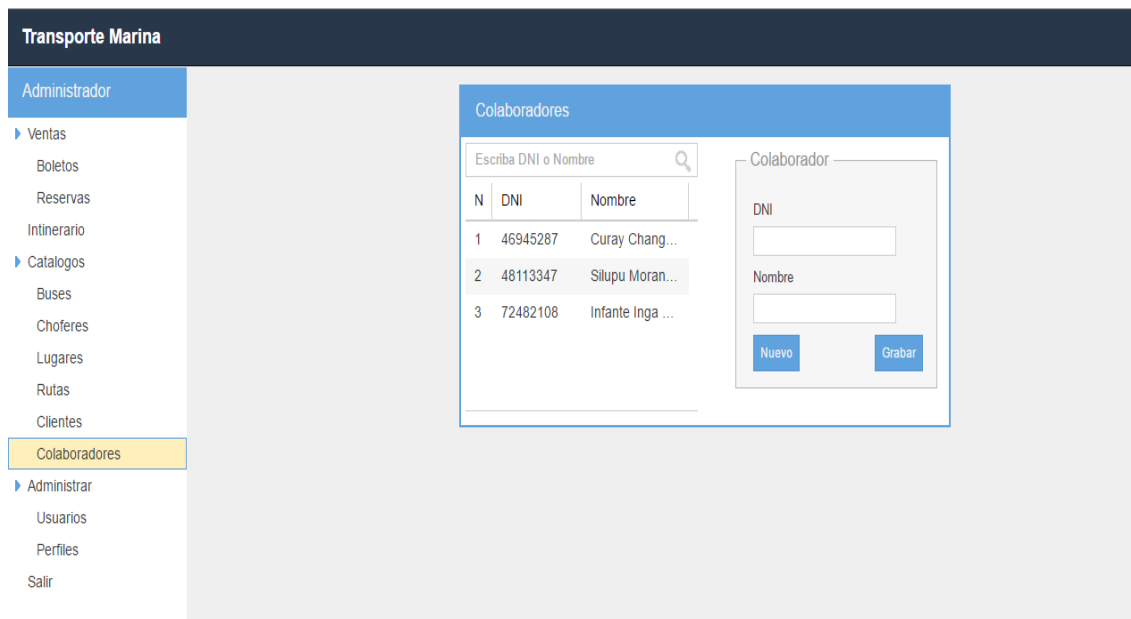 Transporte Marina
Administrador
Ventas
Boletos
Reservas
Intinerario
Catalogos
Buses
Choferes
Lugares
Rutas
Clientes
Colaboradores
Administrar
Usuarios
Perfiles
Salir
Colaboradores
Escriba DNI o Nombre
N DNI Nombre
1 46945287 Curay Chang...
2 48113347 Silupu Moran...
3 72482108 Infante Inga ...
Colaborador
DNI
Nombre
Nuevo Grabar